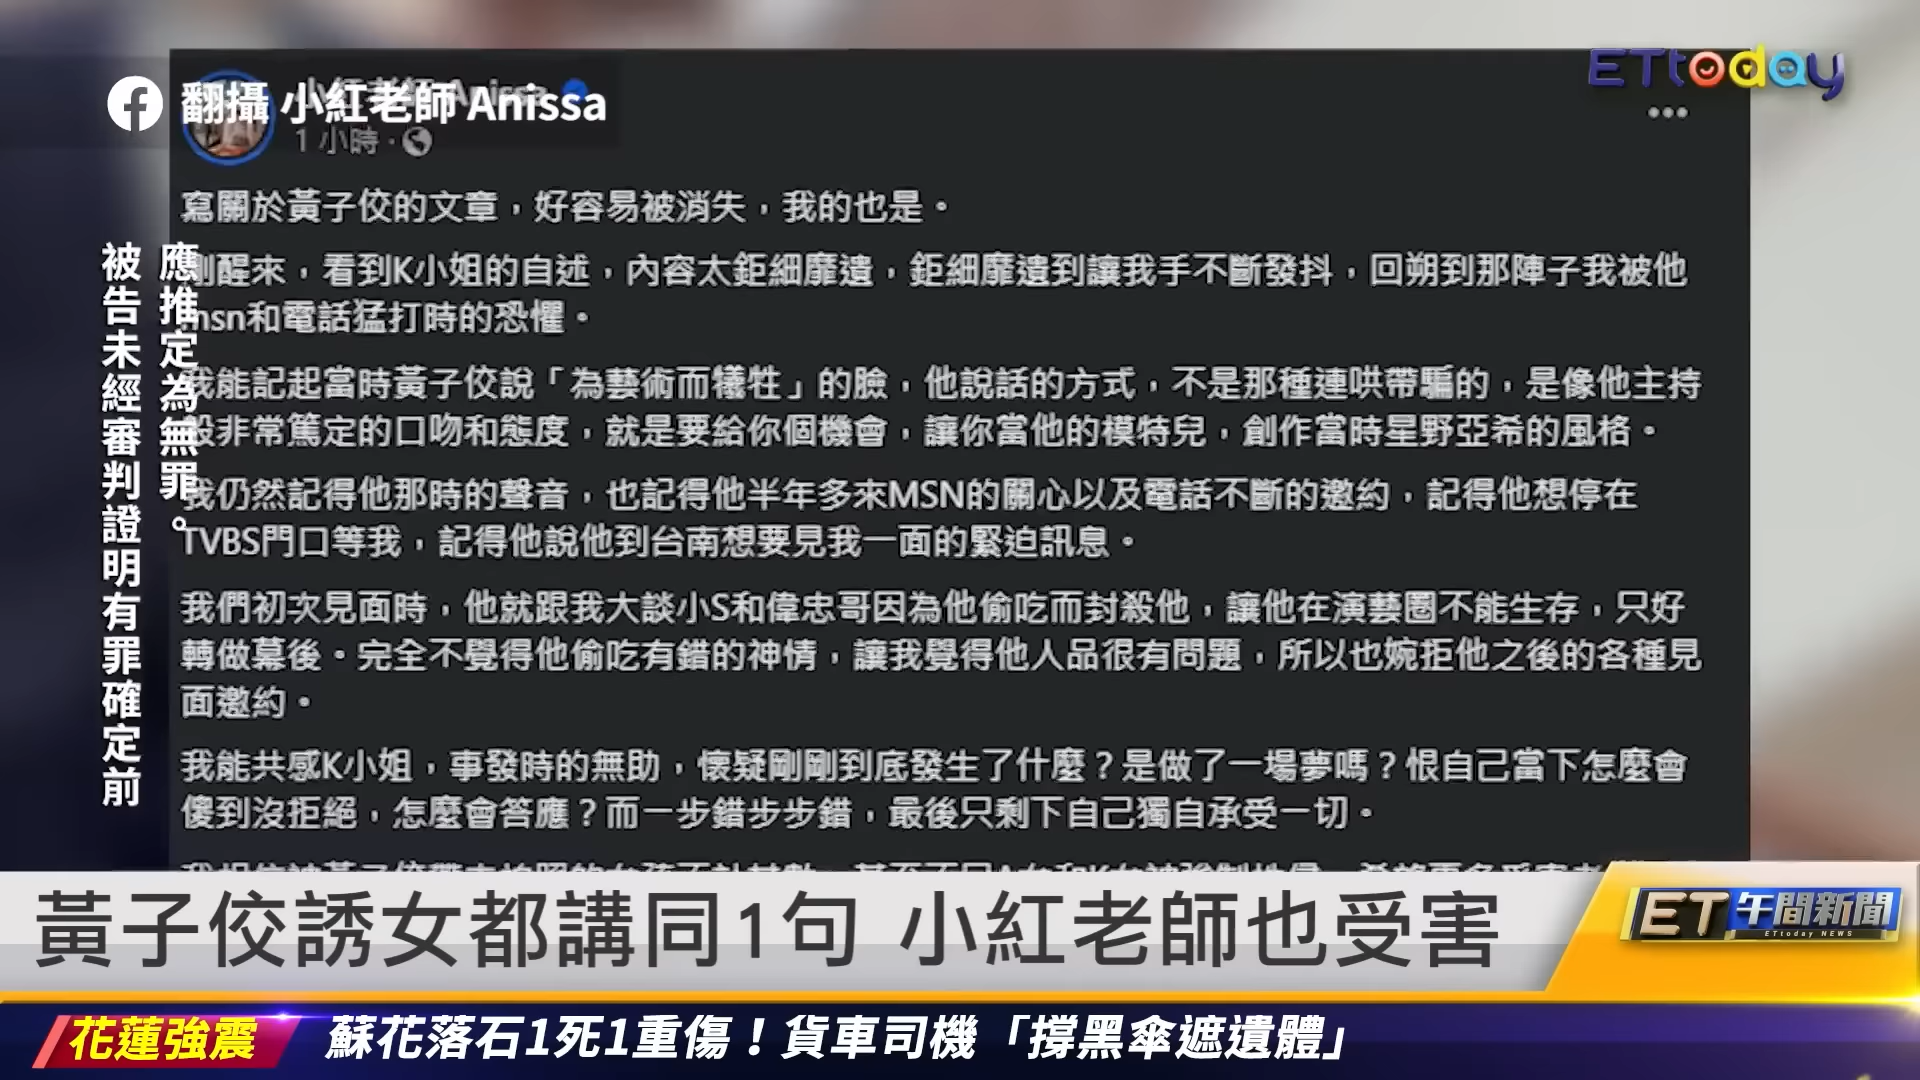 ETtoday
翻攝 小紅老師 Anissa
1 小時
寫關於黃子佼的文章，好容易被消失，我的也是。
剛醒來，看到K小姐的自述，內容太鉅細靡遺，鉅細靡遺到讓我手不斷發抖，回朔到那陣子我被他
msn和電話猛打時的恐懼。
我能記起當時黃子佼說「為藝術而犧牲」的臉，他說話的方式，不是那種連哄帶騙的，是像他主持
般非常篤定的口吻和態度，就是要給你個機會，讓你當他的模特兒，創作當時星野亞希的風格。
我仍然記得他那時的聲音，也記得他半年多來MSN的關心以及電話不斷的邀約，記得他想停在
TVBS門口等我，記得他說他到台南想要見我一面的緊迫訊息。
我們初次見面時，他就跟我大談小S和偉忠哥因為他偷吃而封殺他，讓他在演藝圈不能生存，只好
轉做幕後。完全不覺得他偷吃有錯的神情，讓我覺得他人品很有問題，所以也婉拒他之後的各種見
面邀約。
我能共感K小姐，事發時的無助，懷疑剛剛到底發生了什麼？是做了一場夢嗎？恨自己當下怎麼會
傻到沒拒絕，怎麼會答應？而一步錯步步錯，最後只剩下自己獨自承受一切。
被告未經審判證明有罪確定前
應推定為無罪。
黃子佼誘女都講同1句 小紅老師也受害
ET午間新聞
ETtoday NEWS
花蓮強震
蘇花落石1死1重傷！貨車司機「撐黑傘遮遺體」